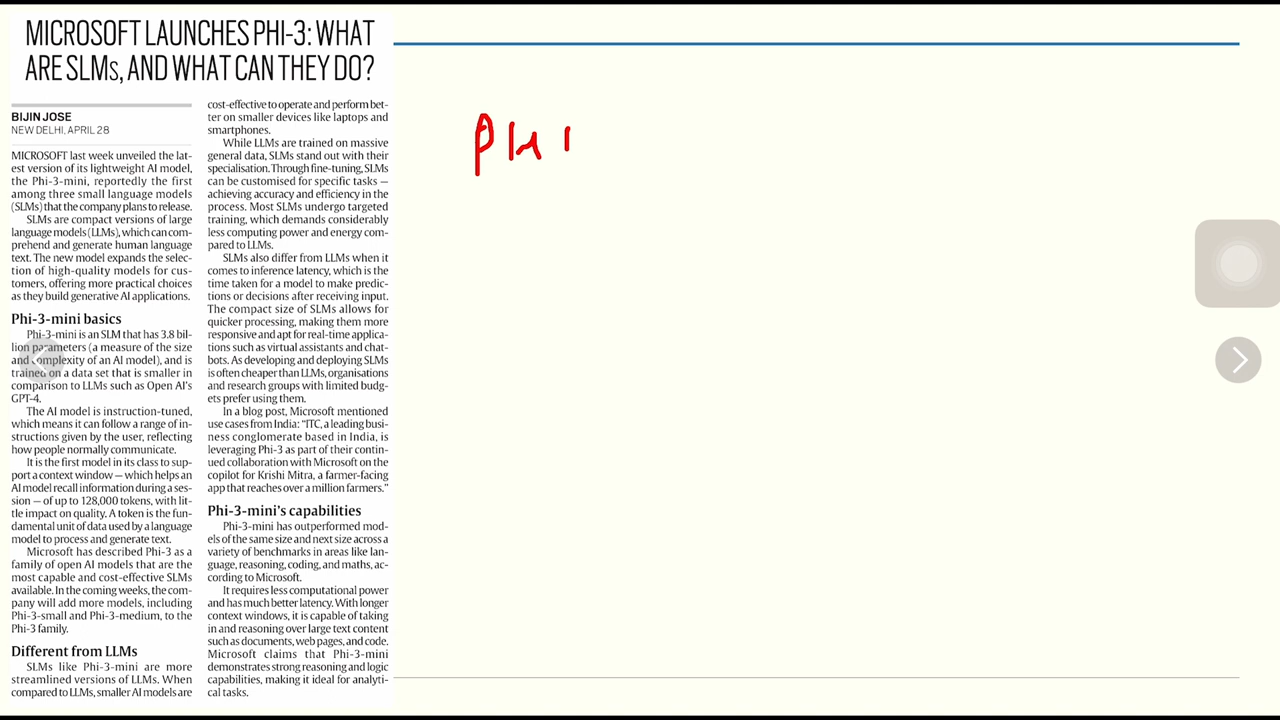 MICROSOFT LAUNCHES PHI-3: WHAT
ARE SLMs, AND WHAT CAN THEY DO?
BIJIN JOSE
NEW DELHI, APRIL 28
MICROSOFT last week unveiled the lat-
est version of its lightweight AI model,
the Phi-3-mini, reportedly the first
among three small language models
(SLMs) that the company plans to release.
SLMs are compact versions of large
language models (LLMs), which can com-
prehend and generate human language
text. The new model expands the selec-
tion of high-quality models for cus-
tomers, offering more practical choices
as they build generative AI applications.
Phi-3-mini basics
Phi-3-mini is an SLM that has 3.8 bil-
lion parameters (a measure of the size
and complexity of an AI model), and is
trained on a data set that is smaller in
comparison to LLMs such as Open AI's
GPT-4.
The AI model is instruction-tuned,
which means it can follow a range of in-
structions given by the user, reflecting
how people normally communicate.
It is the first model in its class to sup-
port a context window — which helps an
AI model recall information during a ses-
sion — of up to 128,000 tokens, with lit-
tle impact on quality. A token is the fun-
damental unit of data used by a language
model to process and generate text.
Microsoft has described Phi-3 as a
family of open AI models that are the
most capable and cost-effective SLMs
available. In the coming weeks, the com-
pany will add more models, including
Phi-3-small and Phi-3-medium, to the
Phi-3 family.
Different from LLMs
SLMs like Phi-3-mini are more
streamlined versions of LLMs. When
compared to LLMs, smaller AI models are
cost-effective to operate and perform bet-
ter on smaller devices like laptops and
smartphones.
While LLMs are trained on massive
general data, SLMs stand out with their
specialisation. Through fine-tuning, SLMs
can be customised for specific tasks —
achieving accuracy and efficiency in the
process. Most SLMs undergo targeted
training, which demands considerably
less computing power and energy com-
pared to LLMs.
SLMs also differ from LLMs when it
comes to inference latency, which is the
time taken for a model to make predic-
tions or decisions after receiving input.
The compact size of SLMs allows for
quicker processing, making them more
responsive and apt for real-time applica-
tions such as virtual assistants and chat-
bots. As developing and deploying SLMs
is often cheaper than LLMs, organisations
and research groups with limited budg-
ets prefer using them.
In a blog post, Microsoft mentioned
use cases from India: "ITC, a leading busi-
ness conglomerate based in India, is
leveraging Phi-3 as part of their contin-
ued collaboration with Microsoft on the
copilot for Krishi Mitra, a farmer-facing
app that reaches over a million farmers."
Phi-3-mini's capabilities
Phi-3-mini has outperformed mod-
els of the same size and next size across a
variety of benchmarks in areas like lan-
guage, reasoning, coding, and maths, ac-
cording to Microsoft.
It requires less computational power
and has much better latency. With longer
context windows, it is capable of taking
in and reasoning over large text content
such as documents, web pages, and code.
Microsoft claims that Phi-3-mini
demonstrates strong reasoning and logic
capabilities, making it ideal for analyti-
cal tasks.
PHI